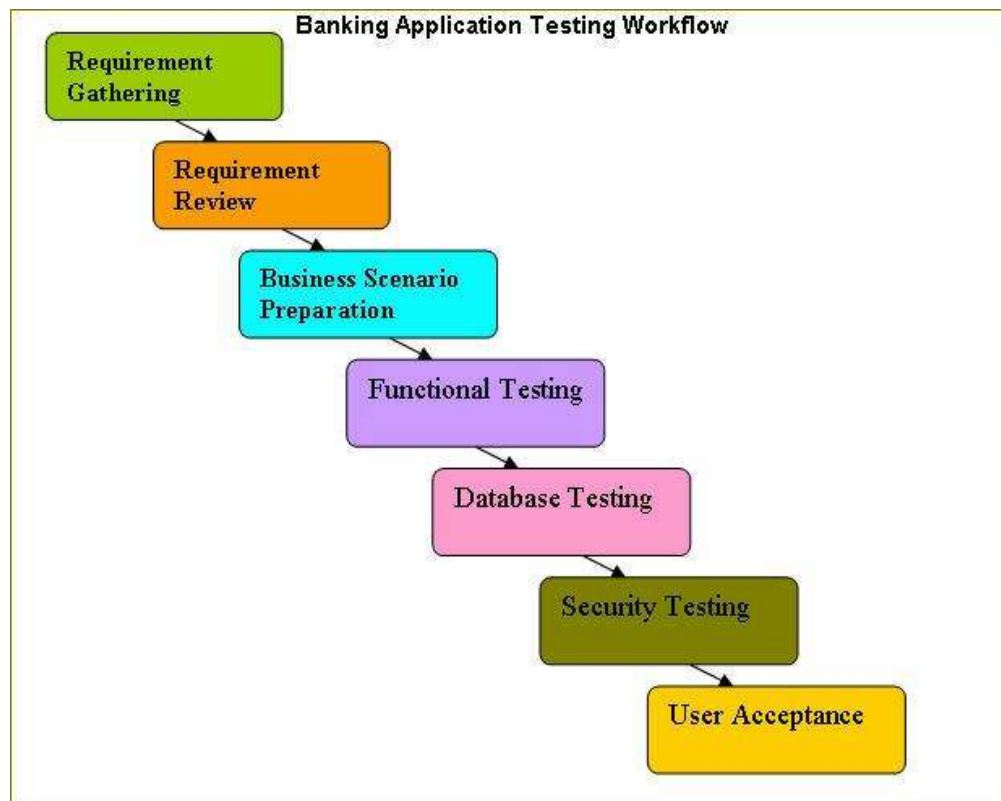 Banking Application Testing Workflow
Requirement
Gathering
Requirement
Review
Business Scenario
Preparation
Functional Testing
Database Testing
Security Testing
User Acceptance